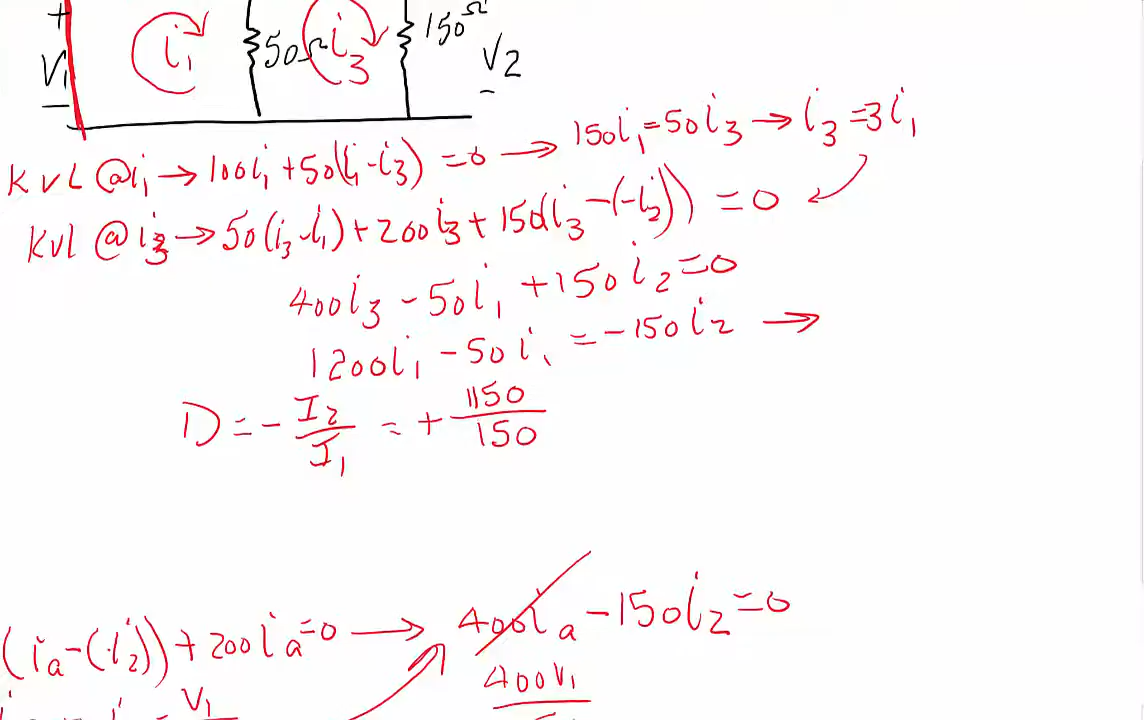 +
V1 i1 50Ω i3 150Ω V2
−
−
KVL @i1 → 100i1 + 50(i1 - i3) = 0 → 150i1 = 50i3 → i3 = 3i1
KVL @ i3 → 50(i3 - i1) + 200i3 + 150(i3 - (-i2)) = 0
400i3 - 50i1 + 150i2 = 0
1200i1 - 50i1 = -150i2 →
D = - I2/I1 = + 1150/150
(ia - (-i2)) + 200ia = 0 → 400ia - 150i2 = 0
400V1
= V1